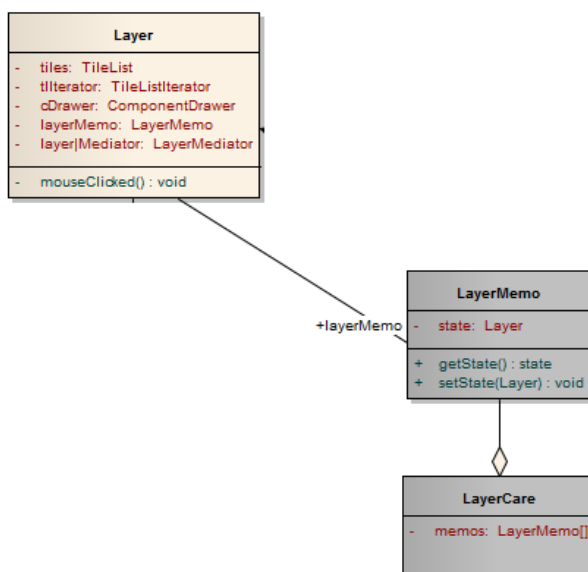 Layer
- tiles: TileList
- tlIterator: TileListIterator
- cDrawer: ComponentDrawer
- layerMemo: LayerMemo
- layer|Mediator: LayerMediator
- mouseClicked() : void
+layerMemo
LayerMemo
- state: Layer
+ getState() : state
+ setState(Layer) : void
LayerCare
- memos: LayerMemo[]